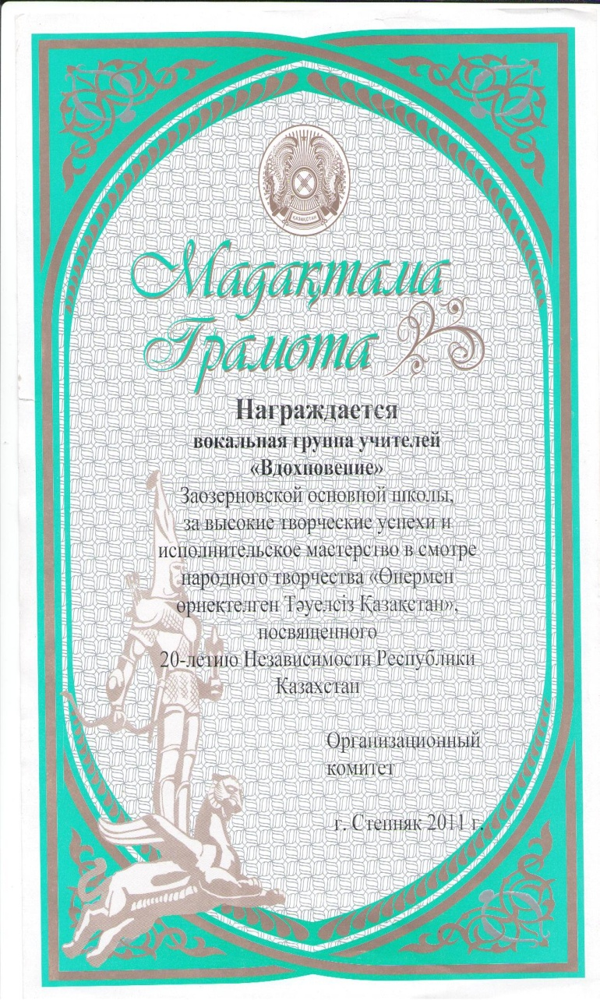 ҚАЗАҚСТАН
Мадақтама
Грамота
Награждается
вокальная группа учителей
«Вдохновение»
Заозерновской основной школы,
за высокие творческие успехи и
исполнительское мастерство в смотре
народного творчества «Өнермен
өрнектелген Тәуелсіз Қазақстан»,
посвященного
20-летию Независимости Республики
Казахстан
Организационный
комитет
г. Степняк 2011 г.